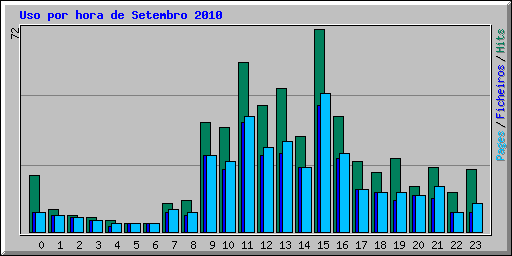 Uso por hora de Setembro 2010
72
Pages / Ficheiros / Hits
0 1 2 3 4 5 6 7 8 9 10 11 12 13 14 15 16 17 18 19 20 21 22 23